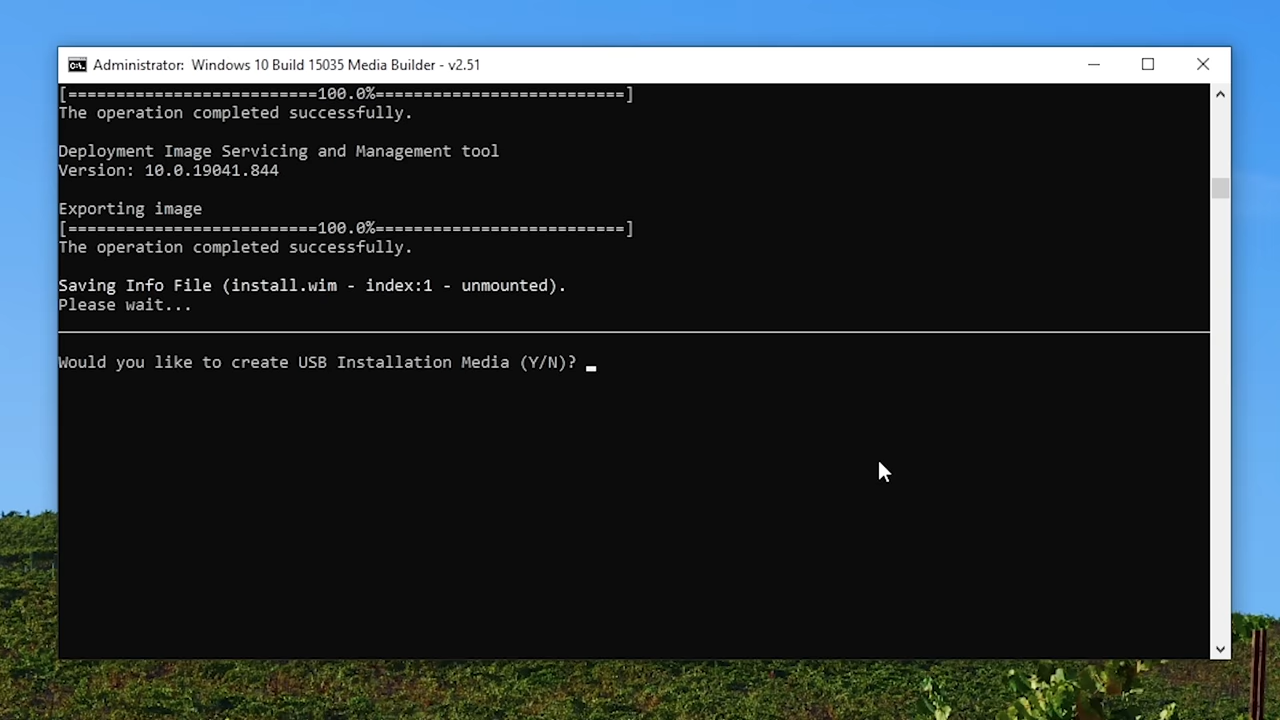 Administrator:  Windows 10 Build 15035 Media Builder - v2.51
[==========================100.0%==========================]
The operation completed successfully.
Deployment Image Servicing and Management tool
Version: 10.0.19041.844
Exporting image
[==========================100.0%==========================]
The operation completed successfully.
Saving Info File (install.wim - index:1 - unmounted).
Please wait...
Would you like to create USB Installation Media (Y/N)?